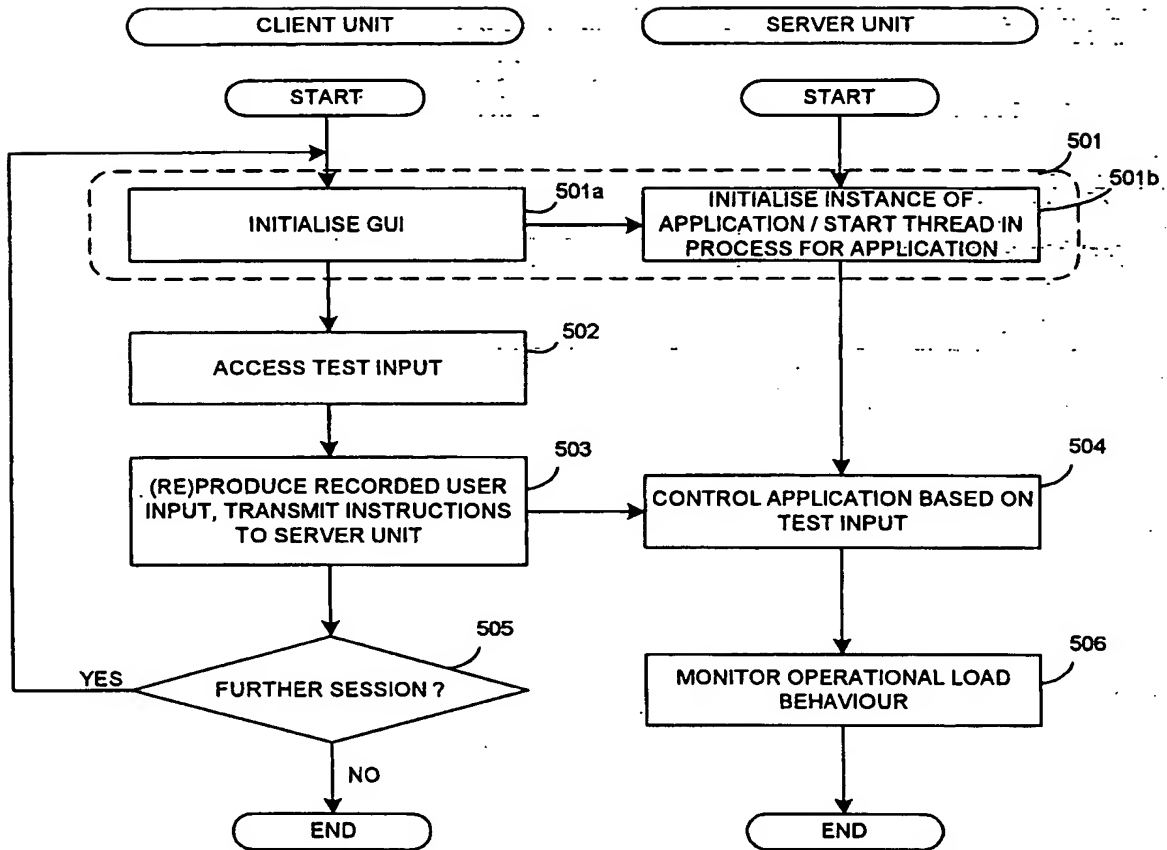 CLIENT UNIT
SERVER UNIT
START
START
501
501a
501b
INITIALISE GUI
INITIALISE INSTANCE OF
APPLICATION / START THREAD IN
PROCESS FOR APPLICATION
502
ACCESS TEST INPUT
503
504
(RE)PRODUCE RECORDED USER
INPUT, TRANSMIT INSTRUCTIONS
TO SERVER UNIT
CONTROL APPLICATION BASED ON
TEST INPUT
505
506
YES
FURTHER SESSION ?
MONITOR OPERATIONAL LOAD
BEHAVIOUR
NO
END
END